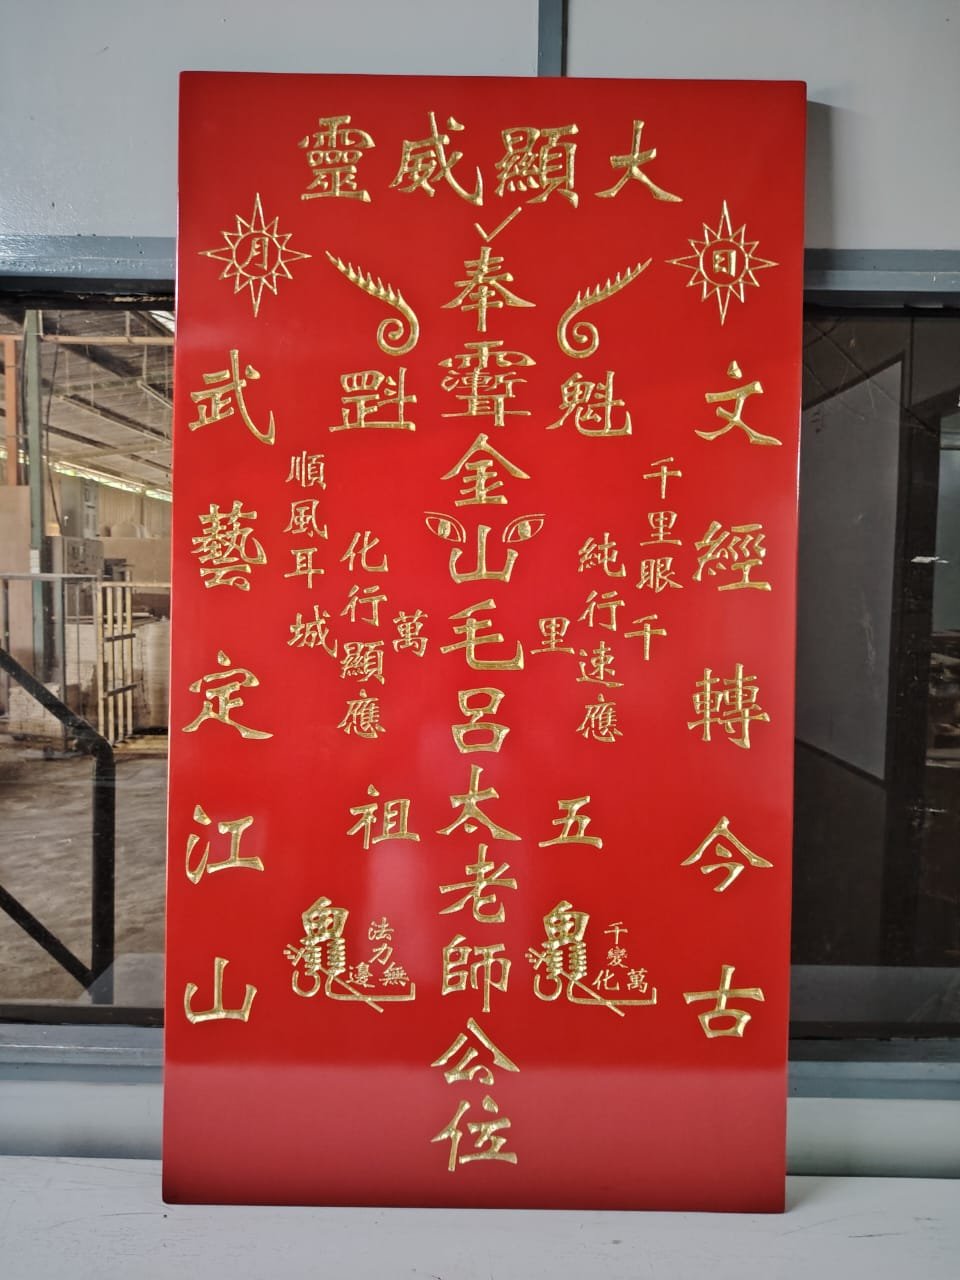 大顯威靈
日
月
文經轉今古
千里眼
純行速應
千里
魁
奉
金山毛呂太老師公位
化行顯應
萬城
順風耳
武藝定江山
五祖
千變萬化
法力無邊